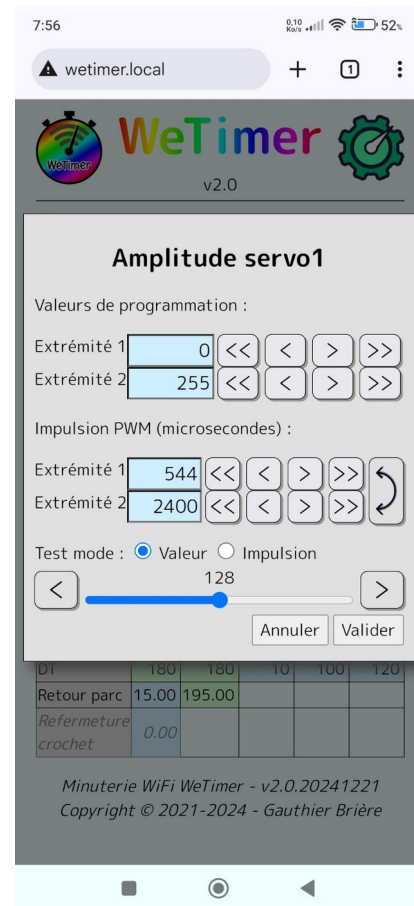 7:56 0,10 Ko/s 52%
wetimer.local 1
WeTimer WeTimer
v2.0
Amplitude servo1
Valeurs de programmation :
Extrémité 1 0 << < > >>
Extrémité 2 255 << < > >>
Impulsion PWM (microsecondes) :
Extrémité 1 544 << < > >>
Extrémité 2 2400 << < > >>
Test mode : Valeur Impulsion
128
< >
Annuler Valider
DT 180 180 10 100 120
Retour parc 15.00 195.00
Refermeture
crochet 0.00
Minuterie WiFi WeTimer - v2.0.20241221
Copyright © 2021-2024 - Gauthier Brière